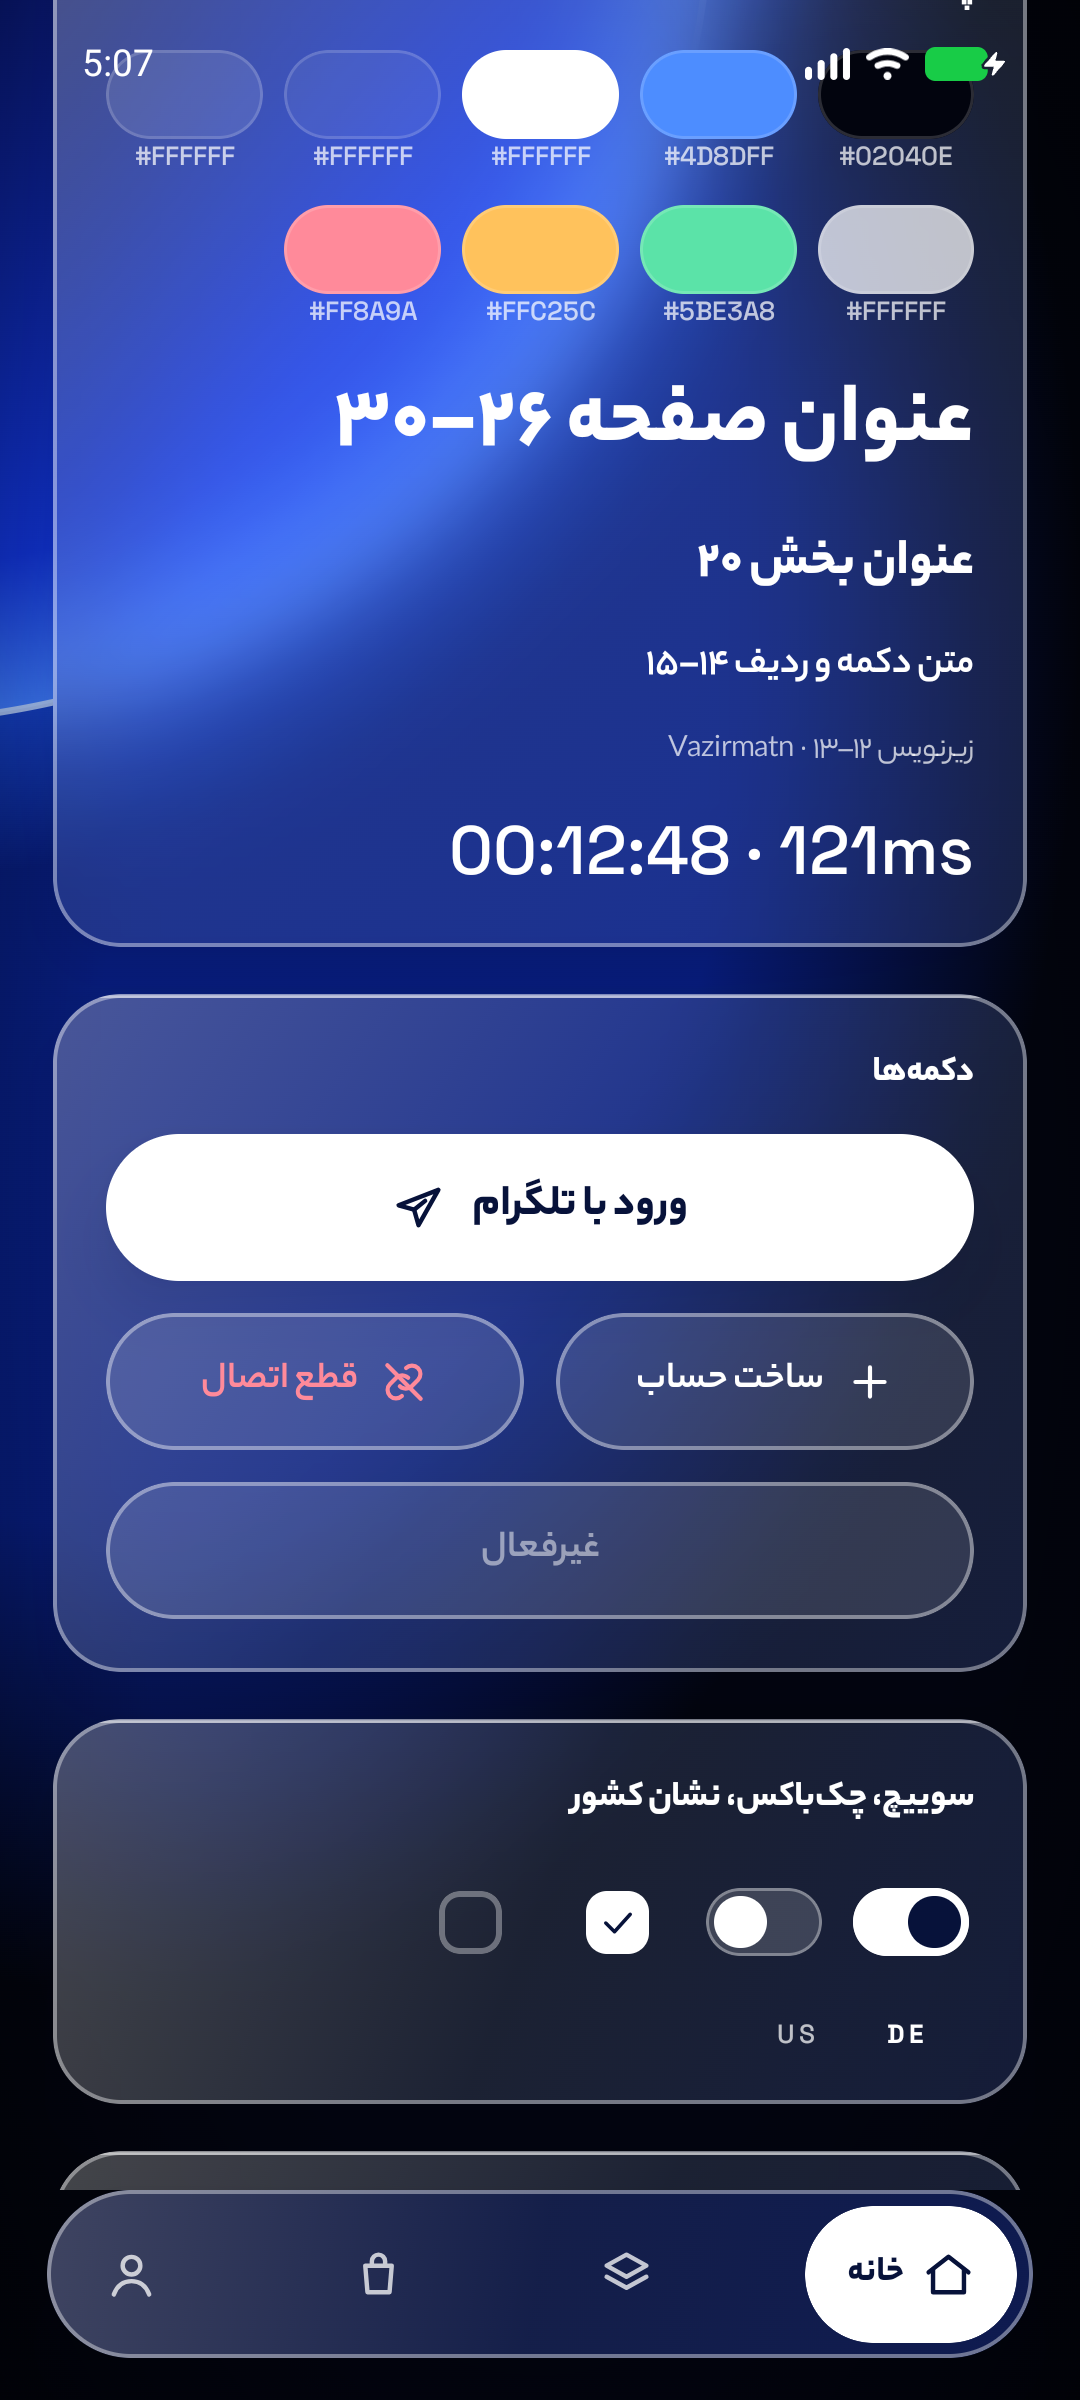 5:07
#02040E #4D8DFF #FFFFFF #FFFFFF #FFFFFF
#FFFFFF #5BE3A8 #FFC25C #FF8A9A
عنوان صفحه ۲۶–۳۰
عنوان بخش ۲۰
متن دکمه و ردیف ۱۴–۱۵
زیرنویس ۱۲–۱۳ · Vazirmatn
00:12:48 · 121ms
دکمه‌ها
ورود با تلگرام
ساخت حساب
قطع اتصال
غیرفعال
سوییچ، چک‌باکس، نشان کشور
DE US
خانه